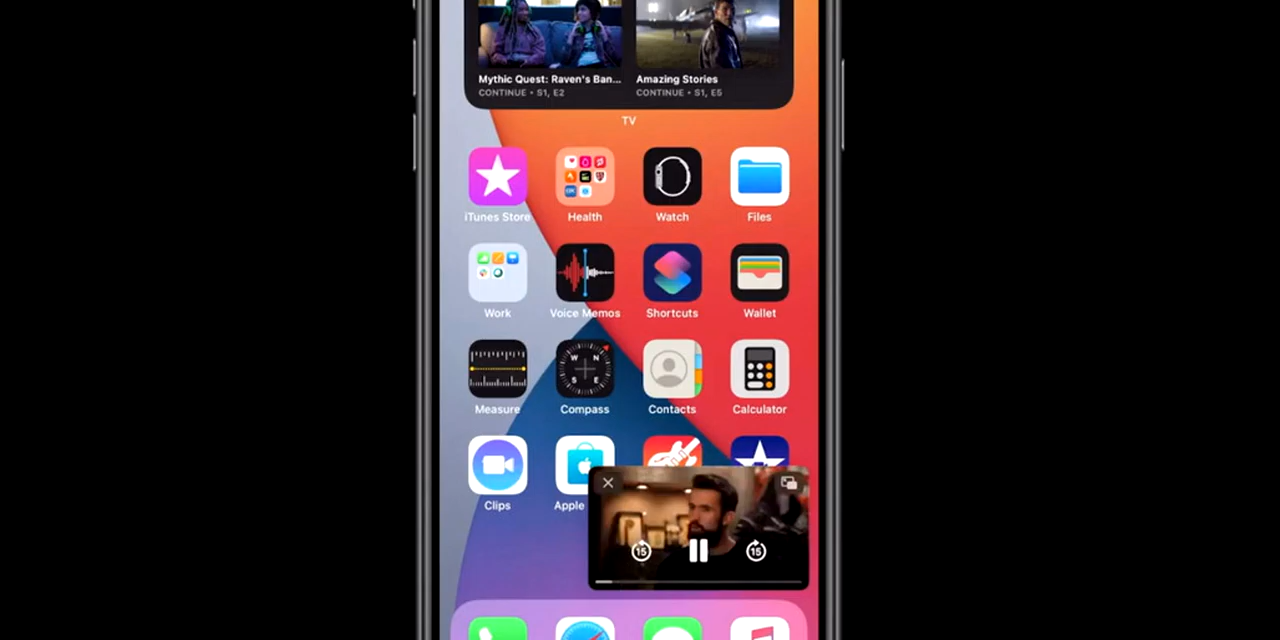 Mythic Quest: Raven's Ban... Amazing Stories
CONTINUE • S1, E2 CONTINUE • S1, E5
TV
iTunes Store Health Watch Files
Work Voice Memos Shortcuts Wallet
W N
S E
Measure Compass Contacts Calculator
Clips Apple
15 15